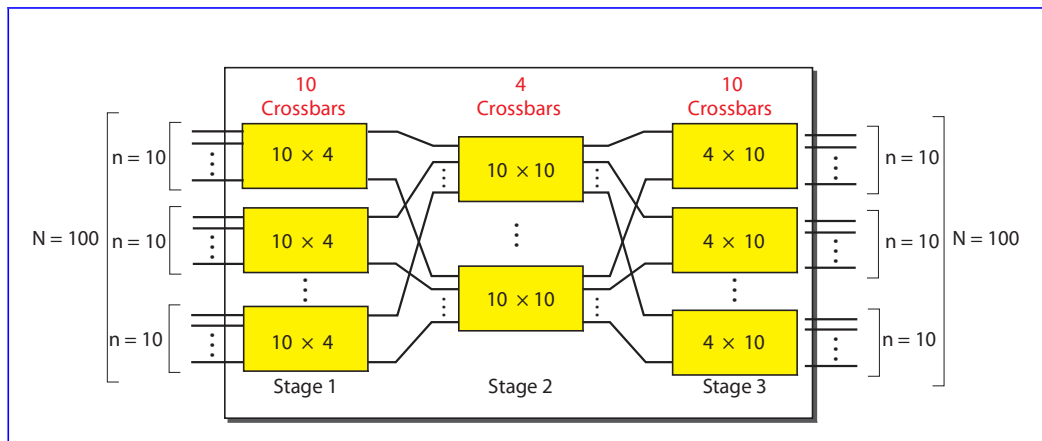 10
Crossbars
4
Crossbars
10
Crossbars
n = 10
10 × 4
10 × 10
4 × 10
n = 10
N = 100
n = 10
10 × 4
4 × 10
n = 10
N = 100
n = 10
10 × 4
10 × 10
4 × 10
n = 10
Stage 1
Stage 2
Stage 3